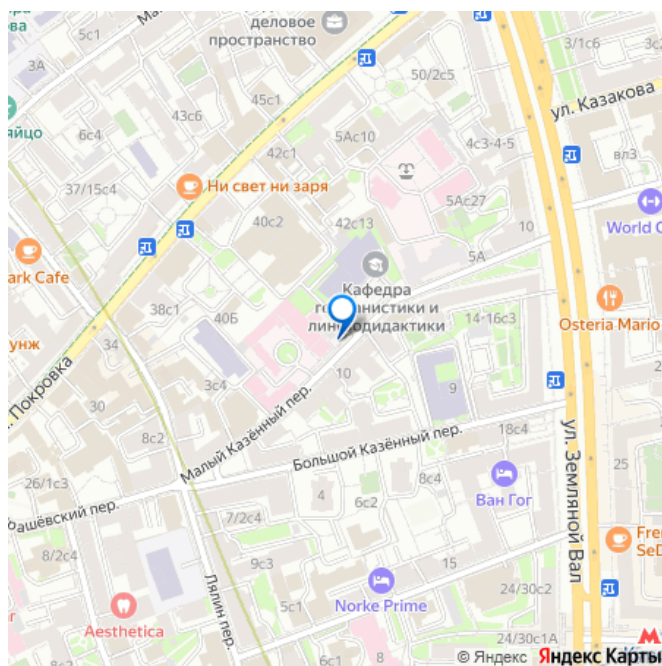 5с1
деловое
пространство
3А
50/2с5
3/1с6
ул. Казакова
45с1
43с6
яйцо
6с4
5Ас10
42с1
4с3-4-5
вл3
37/15с4
Ни свет ни заря
5Ас27
40с2
42с13
10
World C
5А
ark Cafe
Кафедра
линг
одидактики
38с1
40Б
14-16с3
Osteria Mario
унж
34
3с4
10
9
Покровка
30
Малый Казённый пер.
8с2
Большой Казённый пер.
18с4
ул. Земляной Вал
26/1с3
4
8с4
25
Ван Гог
6с2
7/2с4
8/2с4
Лялин пер.
9с3
15
Norke Prime
24/30с2
5с1
Aesthetica
24/30с1А
© Яндекс
Яндекс Карты